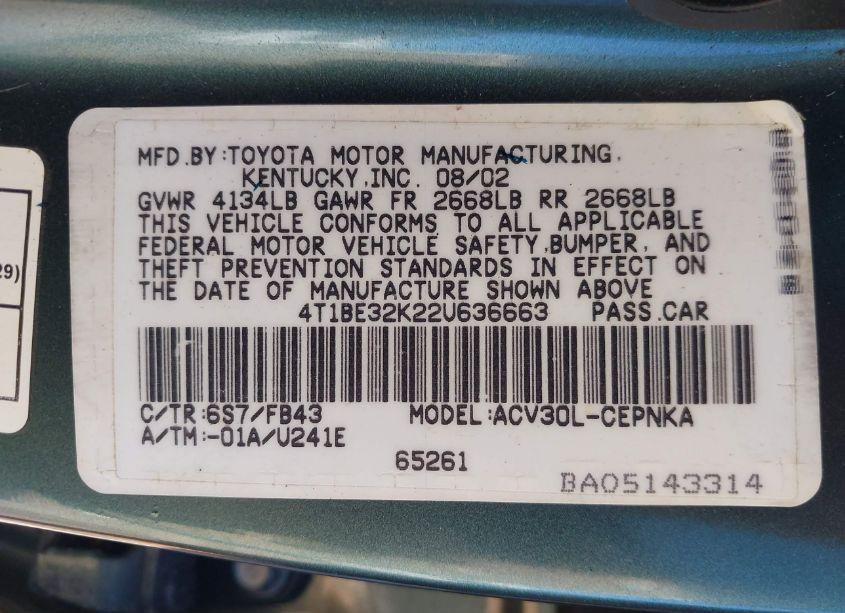 MFD.BY:TOYOTA MOTOR MANUFACTURING,
KENTUCKY,INC. 08/02
GVWR 4134LB GAWR FR 2668LB RR 2668LB
THIS VEHICLE CONFORMS TO ALL APPLICABLE
FEDERAL MOTOR VEHICLE SAFETY,BUMPER, AND
THEFT PREVENTION STANDARDS IN EFFECT ON
THE DATE OF MANUFACTURE SHOWN ABOVE
4T1BE32K22U636663 PASS.CAR
C/TR:6S7/FB43 MODEL:ACV30L-CEPNKA
A/TM:-01A/U241E
65261
BA05143314
29)